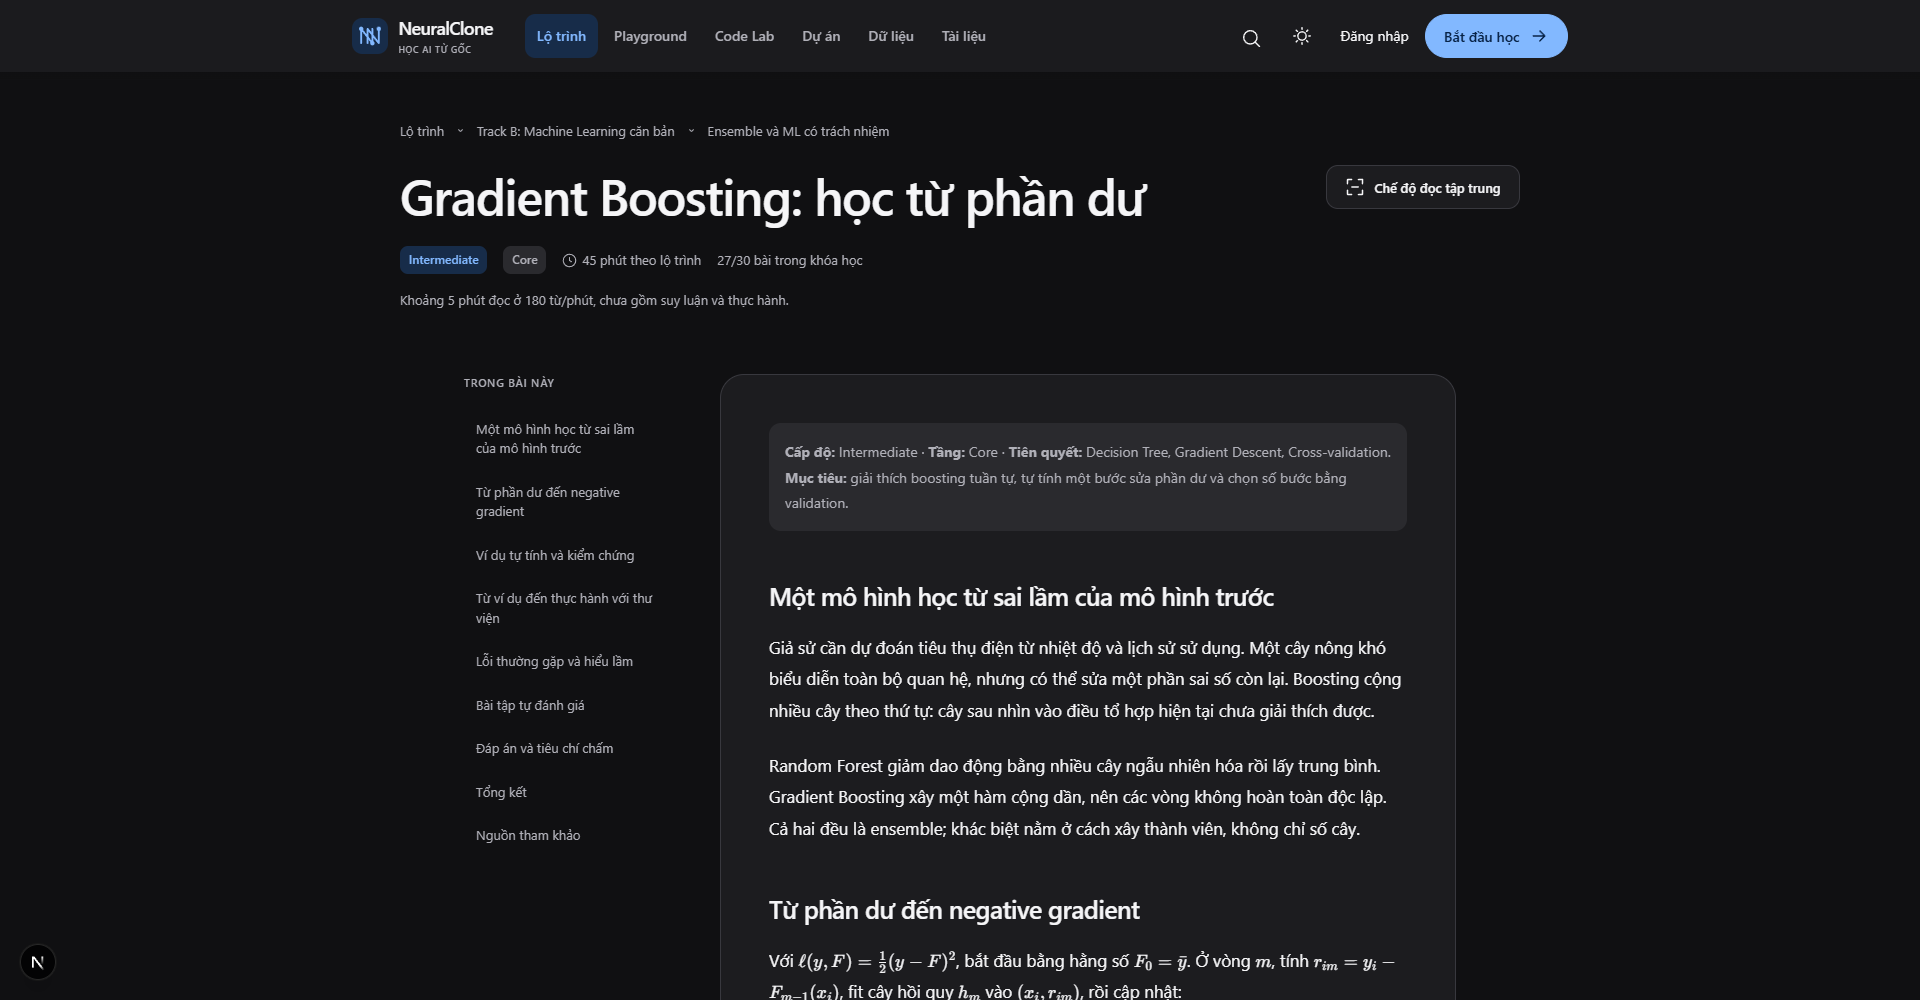 NeuralClone
HỌC AI TỪ GỐC
Lộ trình
Playground
Code Lab
Dự án
Dữ liệu
Tài liệu
Đăng nhập
Bắt đầu học
Lộ trình
Track B: Machine Learning căn bản
Ensemble và ML có trách nhiệm
Gradient Boosting: học từ phần dư
Chế độ đọc tập trung
Intermediate
Core
45 phút theo lộ trình
27/30 bài trong khóa học
Khoảng 5 phút đọc ở 180 từ/phút, chưa gồm suy luận và thực hành.
TRONG BÀI NÀY
Một mô hình học từ sai lầm
của mô hình trước
Từ phần dư đến negative
gradient
Ví dụ tự tính và kiểm chứng
Từ ví dụ đến thực hành với thư
viện
Lỗi thường gặp và hiểu lầm
Bài tập tự đánh giá
Đáp án và tiêu chí chấm
Tổng kết
Nguồn tham khảo
Cấp độ: Intermediate · Tầng: Core · Tiên quyết: Decision Tree, Gradient Descent, Cross-validation.
Mục tiêu: giải thích boosting tuần tự, tự tính một bước sửa phần dư và chọn số bước bằng
validation.
Một mô hình học từ sai lầm của mô hình trước
Giả sử cần dự đoán tiêu thụ điện từ nhiệt độ và lịch sử sử dụng. Một cây nông khó
biểu diễn toàn bộ quan hệ, nhưng có thể sửa một phần sai số còn lại. Boosting cộng
nhiều cây theo thứ tự: cây sau nhìn vào điều tổ hợp hiện tại chưa giải thích được.
Random Forest giảm dao động bằng nhiều cây ngẫu nhiên hóa rồi lấy trung bình.
Gradient Boosting xây một hàm cộng dần, nên các vòng không hoàn toàn độc lập.
Cả hai đều là ensemble; khác biệt nằm ở cách xây thành viên, không chỉ số cây.
Từ phần dư đến negative gradient
Với ℓ(y, F) = ½(y − F)², bắt đầu bằng hằng số F₀ = ȳ. Ở vòng m, tính r_{im} = y_i −
F_{m−1}(x_i), fit cây hồi quy h_m vào (x_i, r_{im}), rồi cập nhật:
N